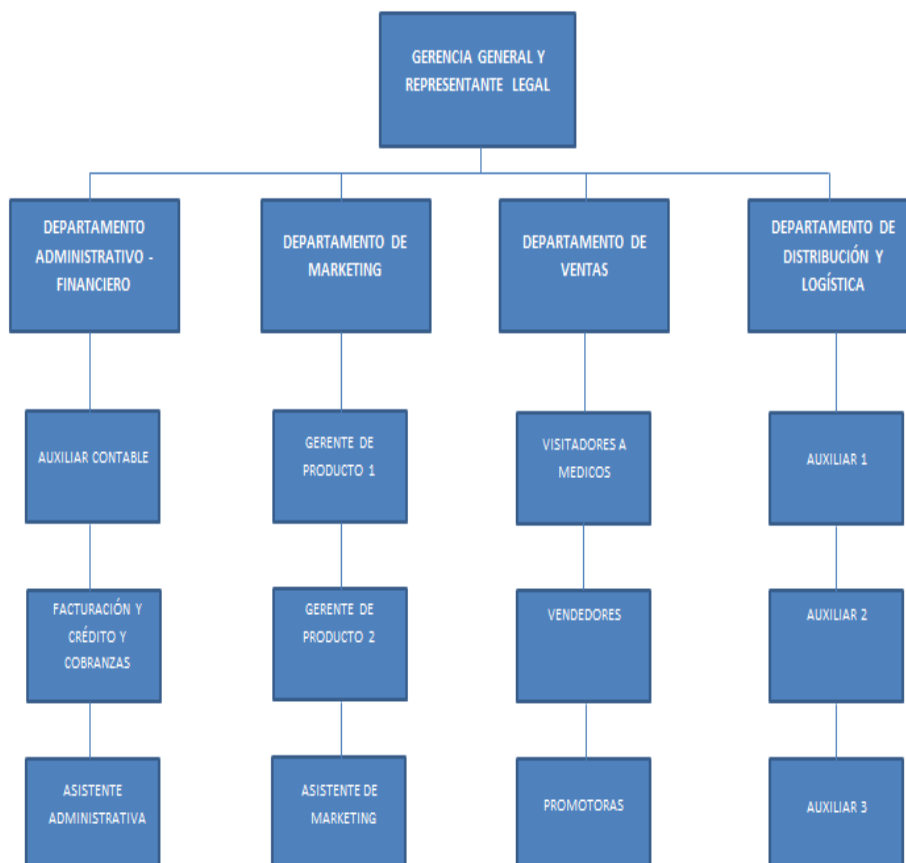 GERENCIA GENERAL Y
REPRESENTANTE LEGAL
DEPARTAMENTO
ADMINISTRATIVO -
FINANCIERO
DEPARTAMENTO DE
MARKETING
DEPARTAMENTO DE
VENTAS
DEPARTAMENTO DE
DISTRIBUCIÓN Y
LOGÍSTICA
AUXILIAR CONTABLE
GERENTE DE
PRODUCTO 1
VISITADORES A
MEDICOS
AUXILIAR 1
FACTURACIÓN Y
CRÉDITO Y
COBRANZAS
GERENTE DE
PRODUCTO 2
VENDEDORES
AUXILIAR 2
ASISTENTE
ADMINISTRATIVA
ASISTENTE DE
MARKETING
PROMOTORAS
AUXILIAR 3